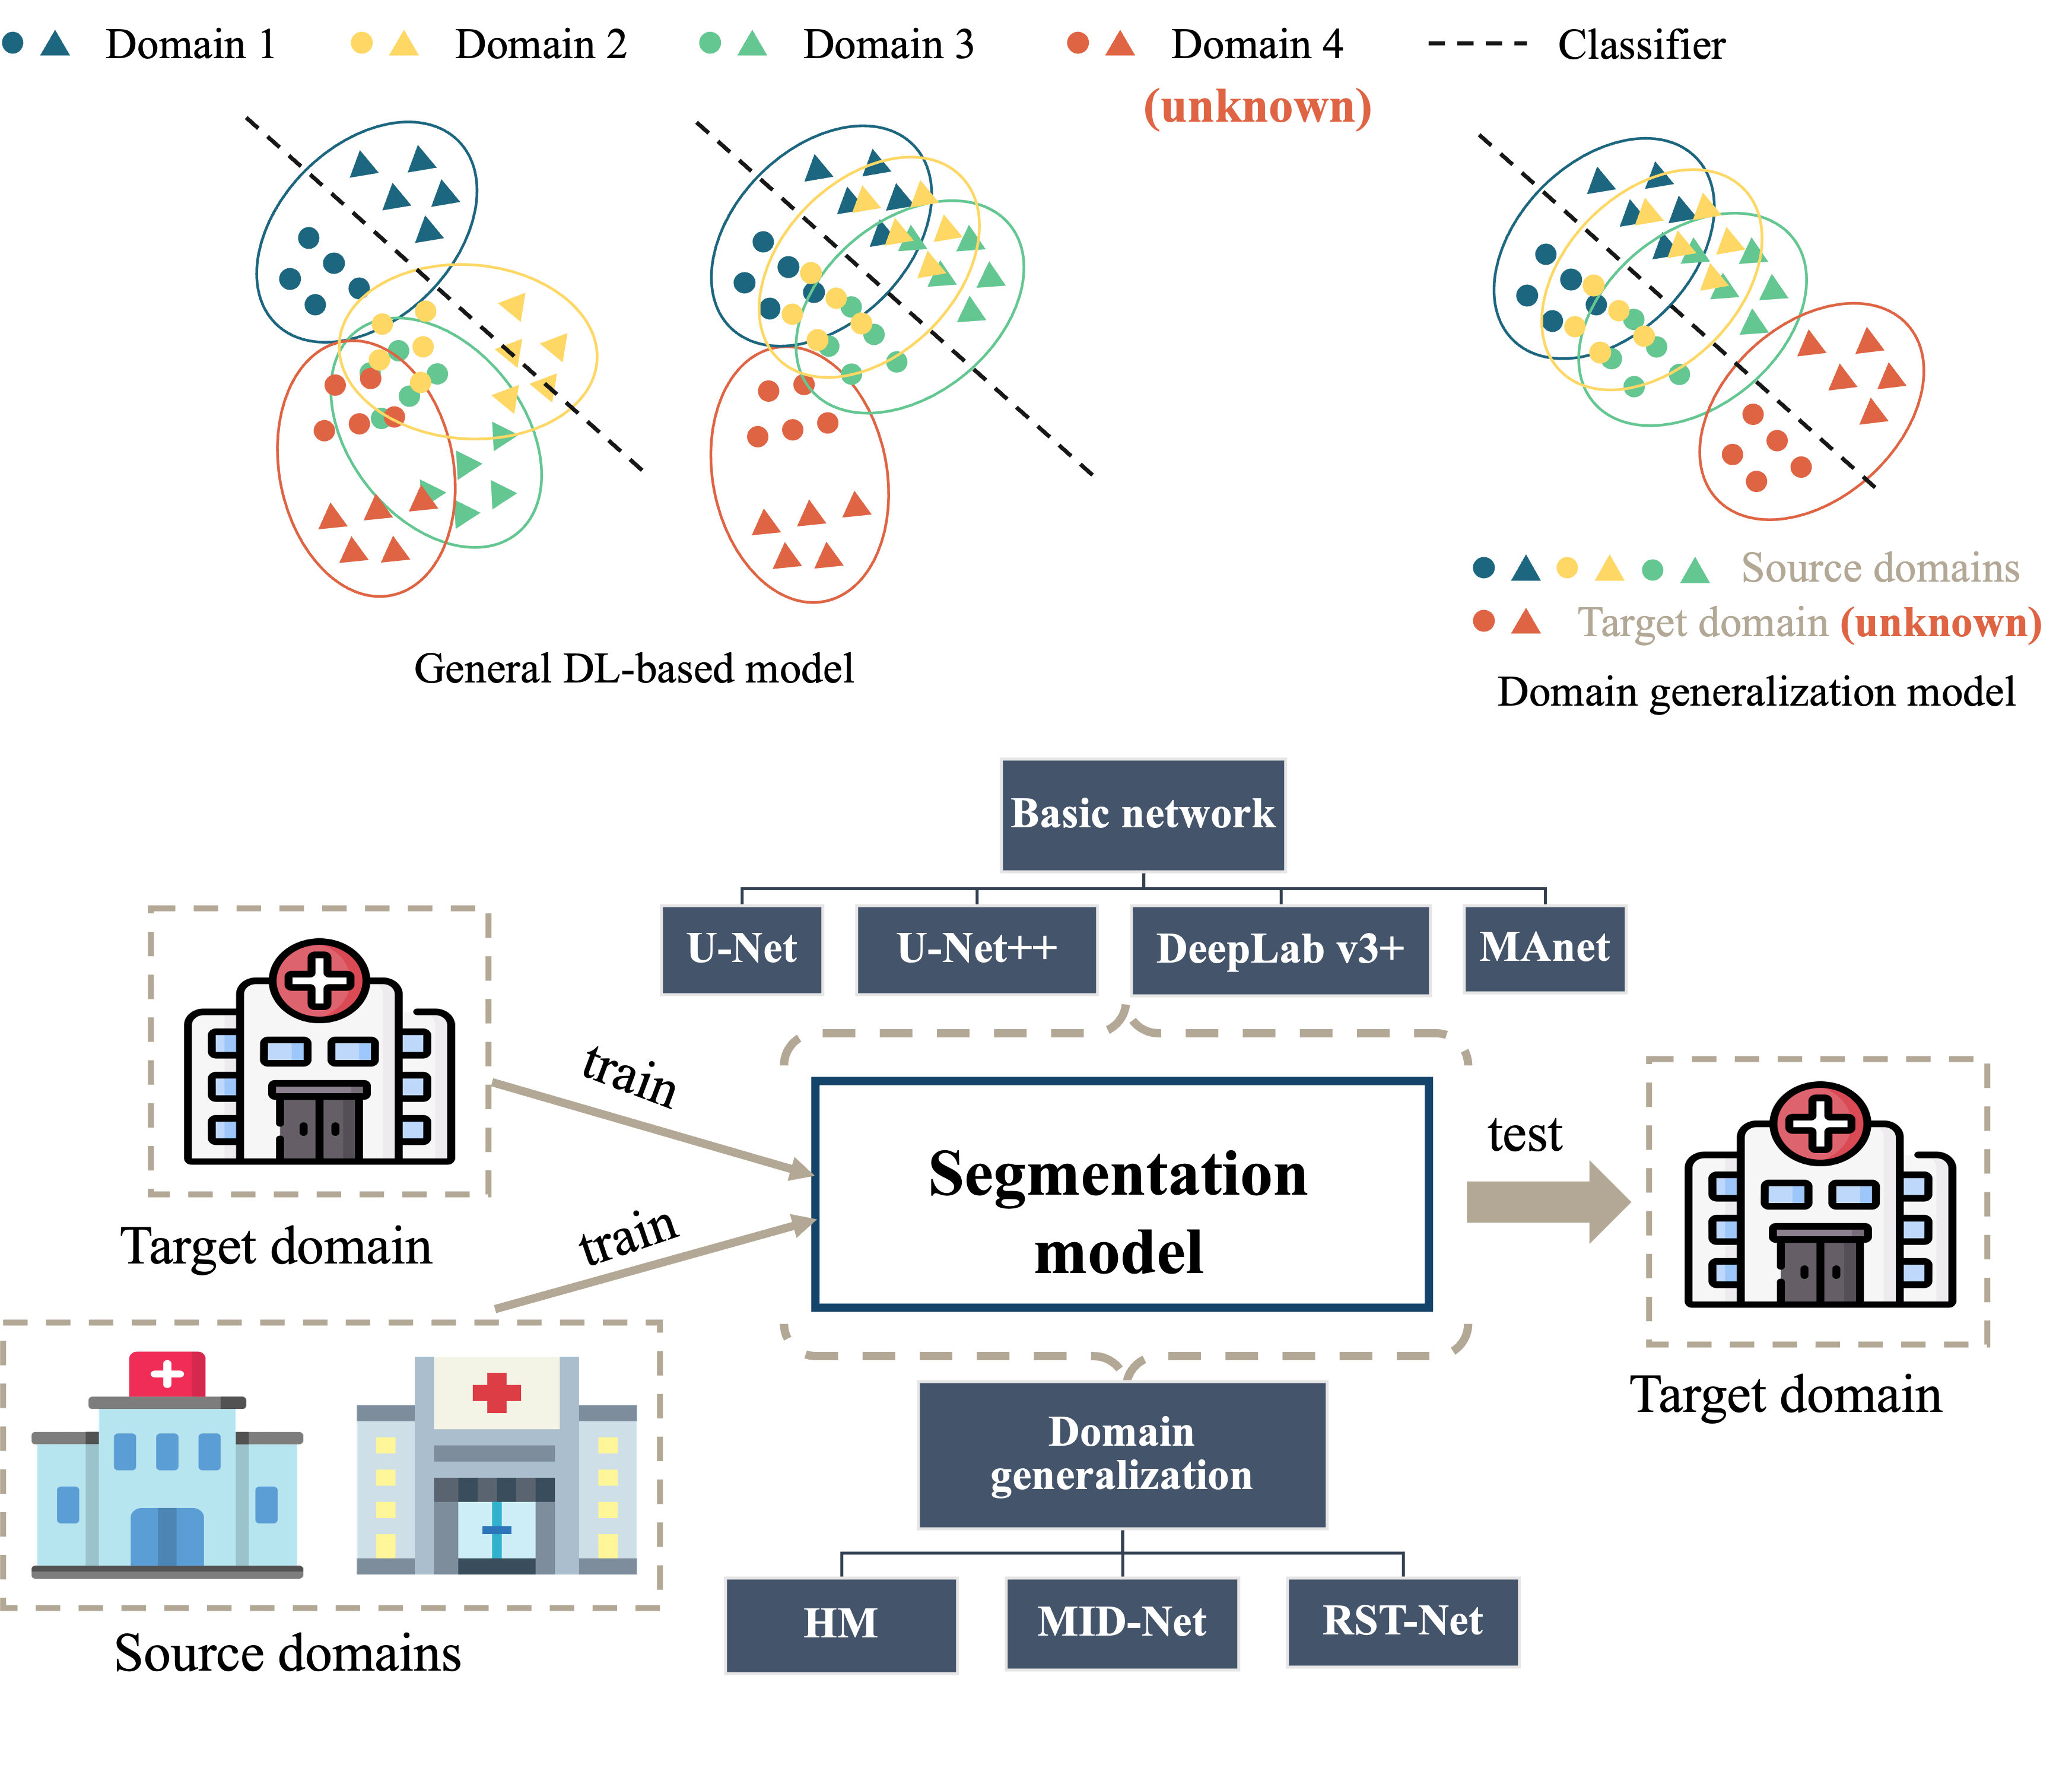 Domain 1
Domain 2
Domain 3
Domain 4
(unknown)
Classifier
Source domains
Target domain (unknown)
General DL-based model
Domain generalization model
Basic network
U-Net
U-Net++
DeepLab v3+
MAnet
train
Target domain
train
Segmentation
model
test
Target domain
Source domains
Domain
generalization
HM
MID-Net
RST-Net